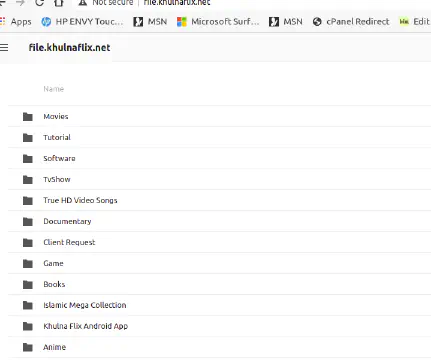 Not secure | file.khulnaflix.net
Apps HP ENVY Touc... MSN Microsoft Surf... MSN cPanel Redirect Edit
file.khulnaflix.net
Name
Movies
Tutorial
Software
TvShow
True HD Video Songs
Documentary
Client Request
Game
Books
Islamic Mega Collection
Khulna Flix Android App
Anime